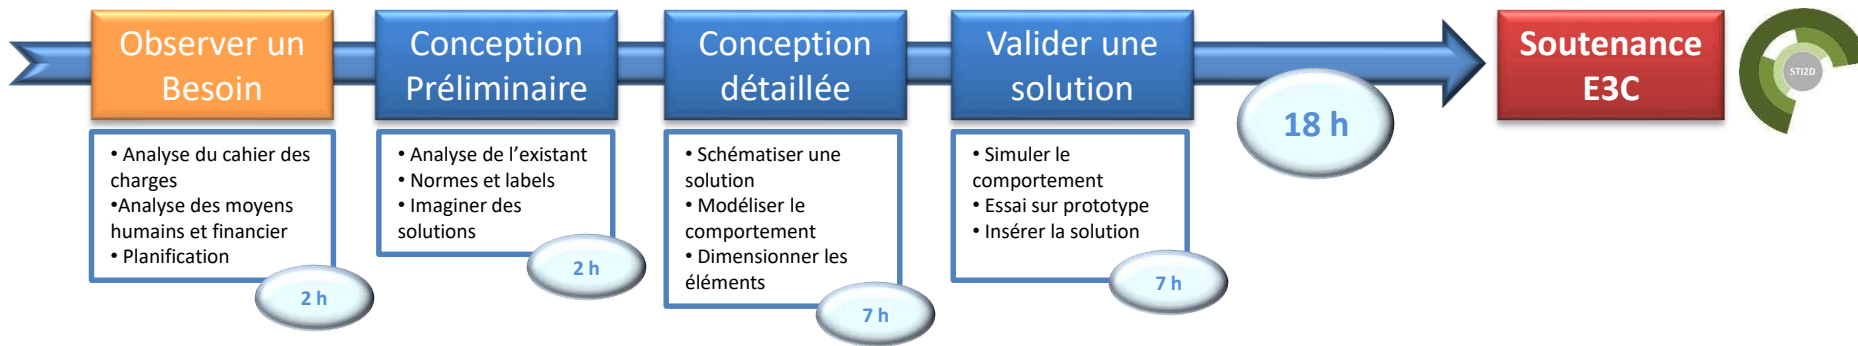 Observer un
Besoin
• Analyse du cahier des
charges
•Analyse des moyens
humains et financier
• Planification
2 h
Conception
Préliminaire
• Analyse de l’existant
• Normes et labels
• Imaginer des
solutions
2 h
Conception
détaillée
• Schématiser une
solution
• Modéliser le
comportement
• Dimensionner les
éléments
7 h
Valider une
solution
• Simuler le
comportement
• Essai sur prototype
• Insérer la solution
7 h
18 h
Soutenance
E3C
STI2D